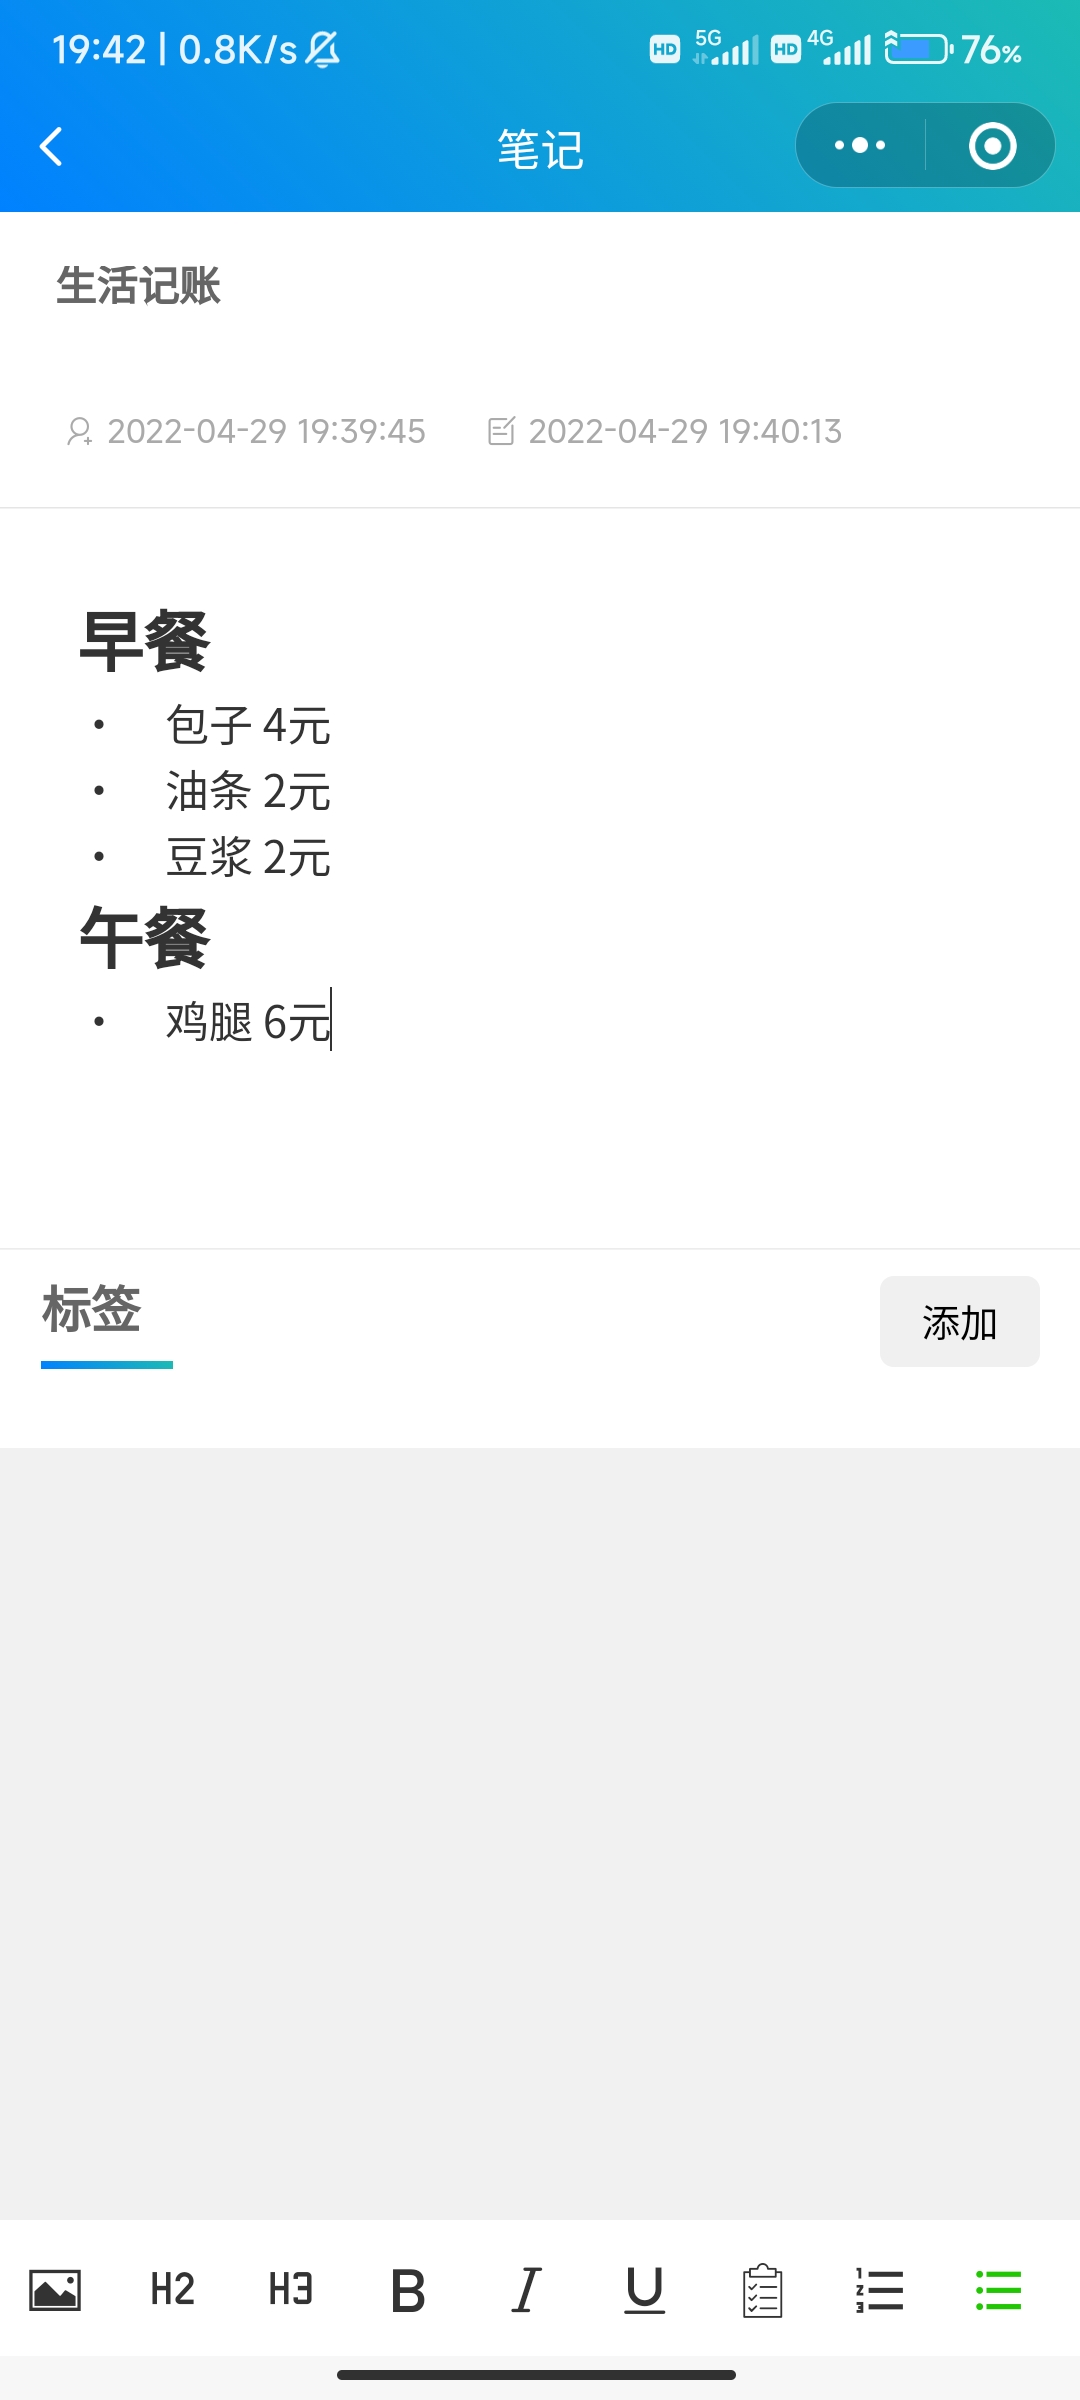 19:42 | 0.8K/s HD 5G HD 4G 76%
笔记
生活记账
2022-04-29 19:39:45 2022-04-29 19:40:13
早餐
• 包子 4元
• 油条 2元
• 豆浆 2元
午餐
• 鸡腿 6元
标签 添加
H2 H3 B I U